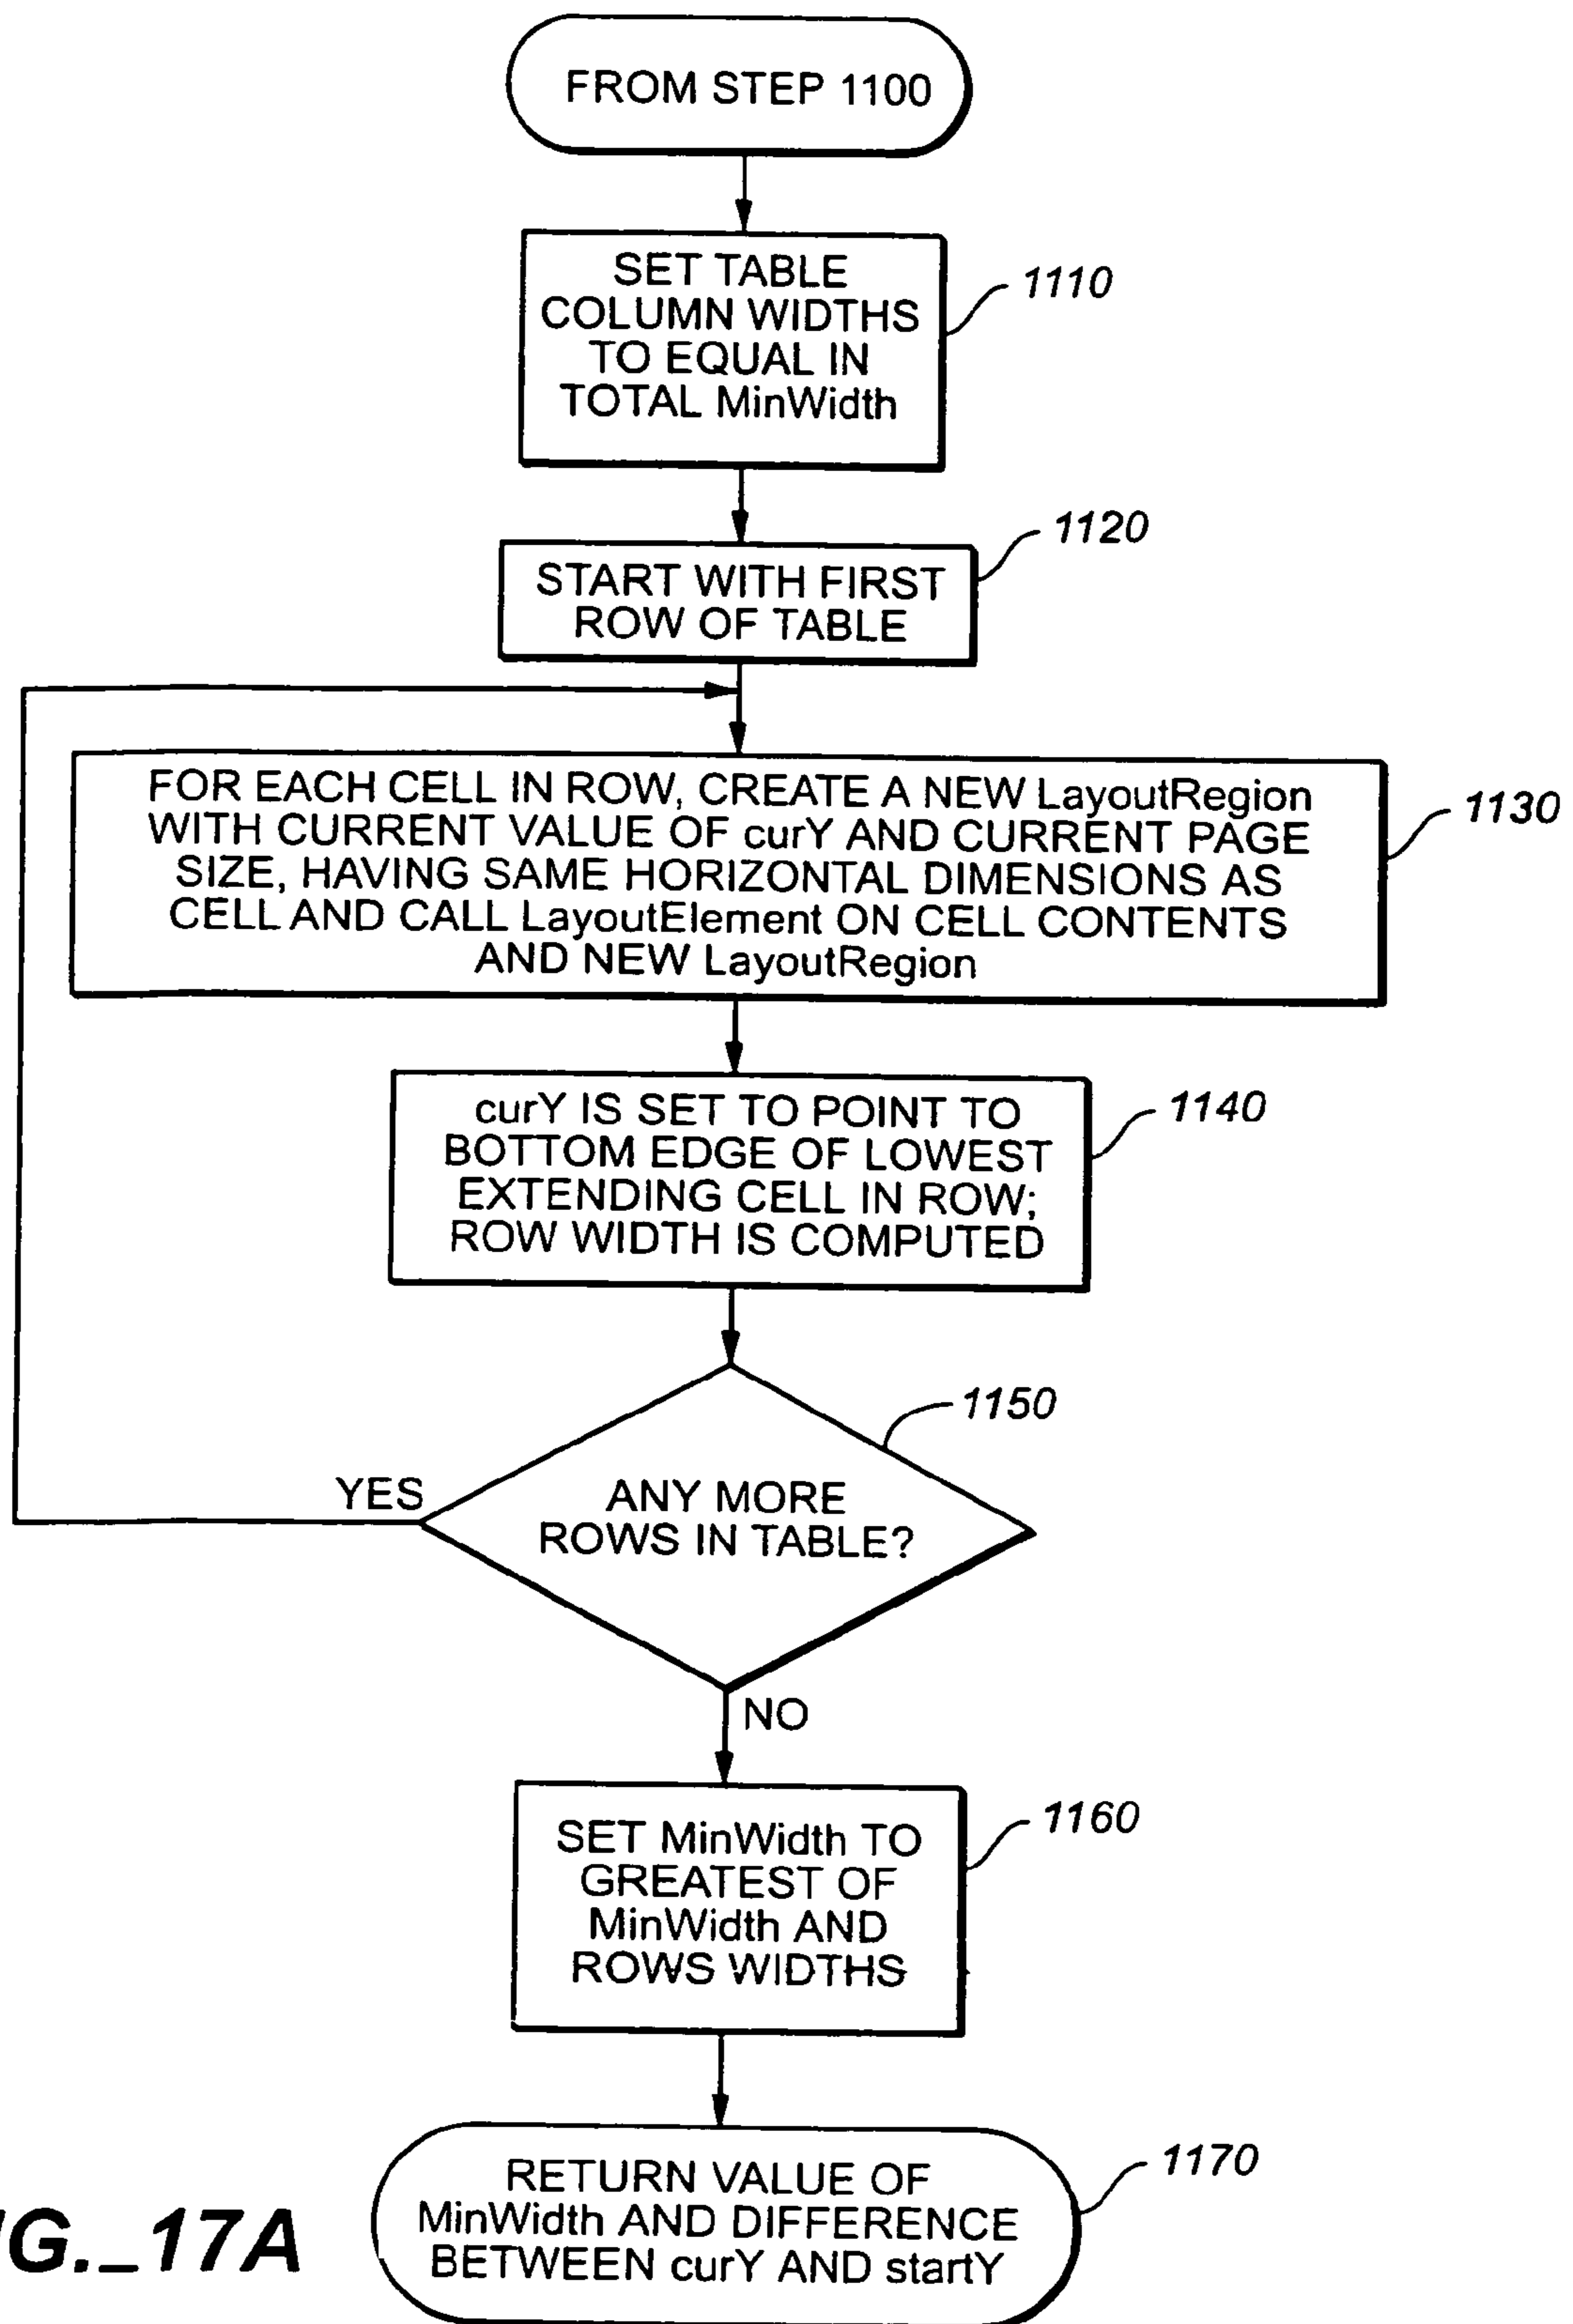 FROM STEP 1100
SET TABLE
COLUMN WIDTHS
TO EQUAL IN
TOTAL MinWidth
1110
1120
START WITH FIRST
ROW OF TABLE
FOR EACH CELL IN ROW, CREATE A NEW LayoutRegion
WITH CURRENT VALUE OF curY AND CURRENT PAGE
SIZE, HAVING SAME HORIZONTAL DIMENSIONS AS
CELL AND CALL LayoutElement ON CELL CONTENTS
AND NEW LayoutRegion
1130
curY IS SET TO POINT TO
BOTTOM EDGE OF LOWEST
EXTENDING CELL IN ROW;
ROW WIDTH IS COMPUTED
1140
1150
YES
ANY MORE
ROWS IN TABLE?
NO
SET MinWidth TO
GREATEST OF
MinWidth AND
ROWS WIDTHS
1160
RETURN VALUE OF
MinWidth AND DIFFERENCE
BETWEEN curY AND startY
1170
IG._17A